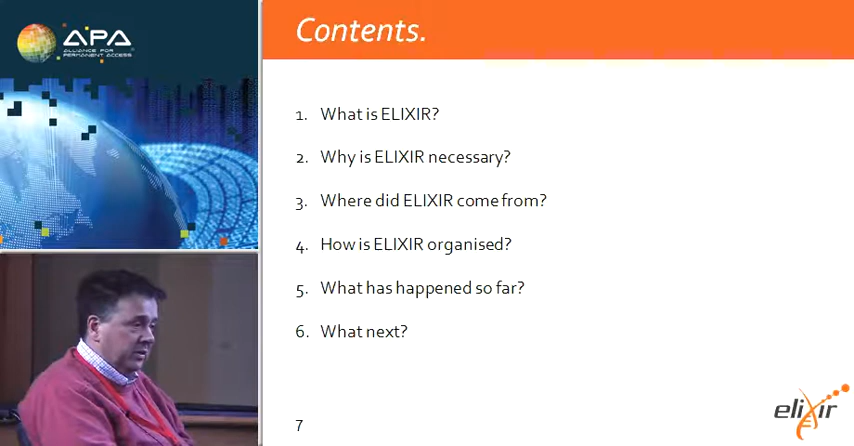 APA
ALLIANCE FOR
PERMANENT ACCESS
Contents.
1. What is ELIXIR?
2. Why is ELIXIR necessary?
3. Where did ELIXIR come from?
4. How is ELIXIR organised?
5. What has happened so far?
6. What next?
7
elixir